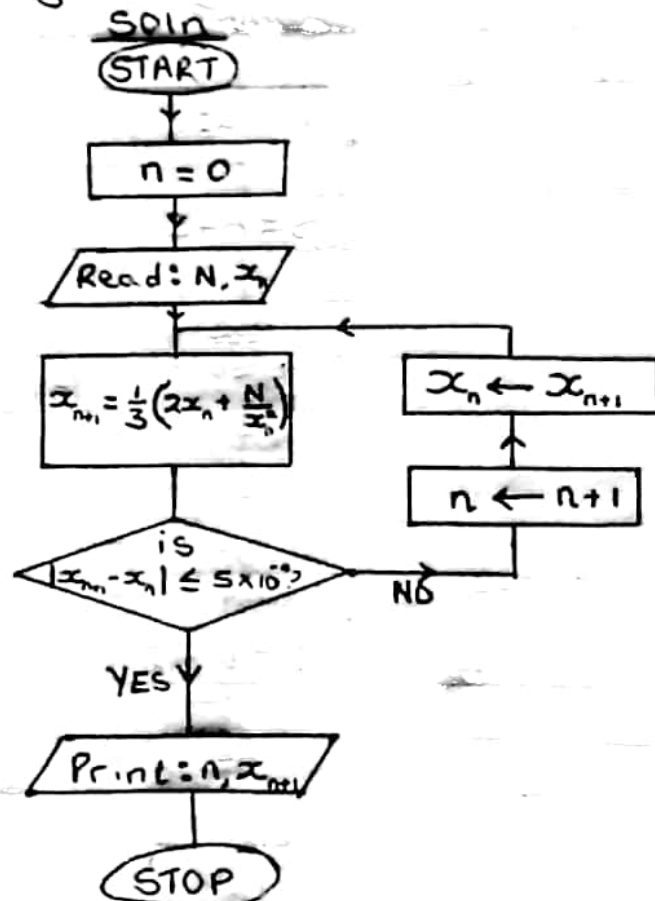 Soln
START
n = 0
Read: N, xₙ
xₙ₊₁ = 1/3 (2xₙ + N/xₙ²)
xₙ ← xₙ₊₁
n ← n+1
is
|xₙ₊₁ - xₙ| ≤ 5×10
NO
YES
Print: n, xₙ₊₁
STOP